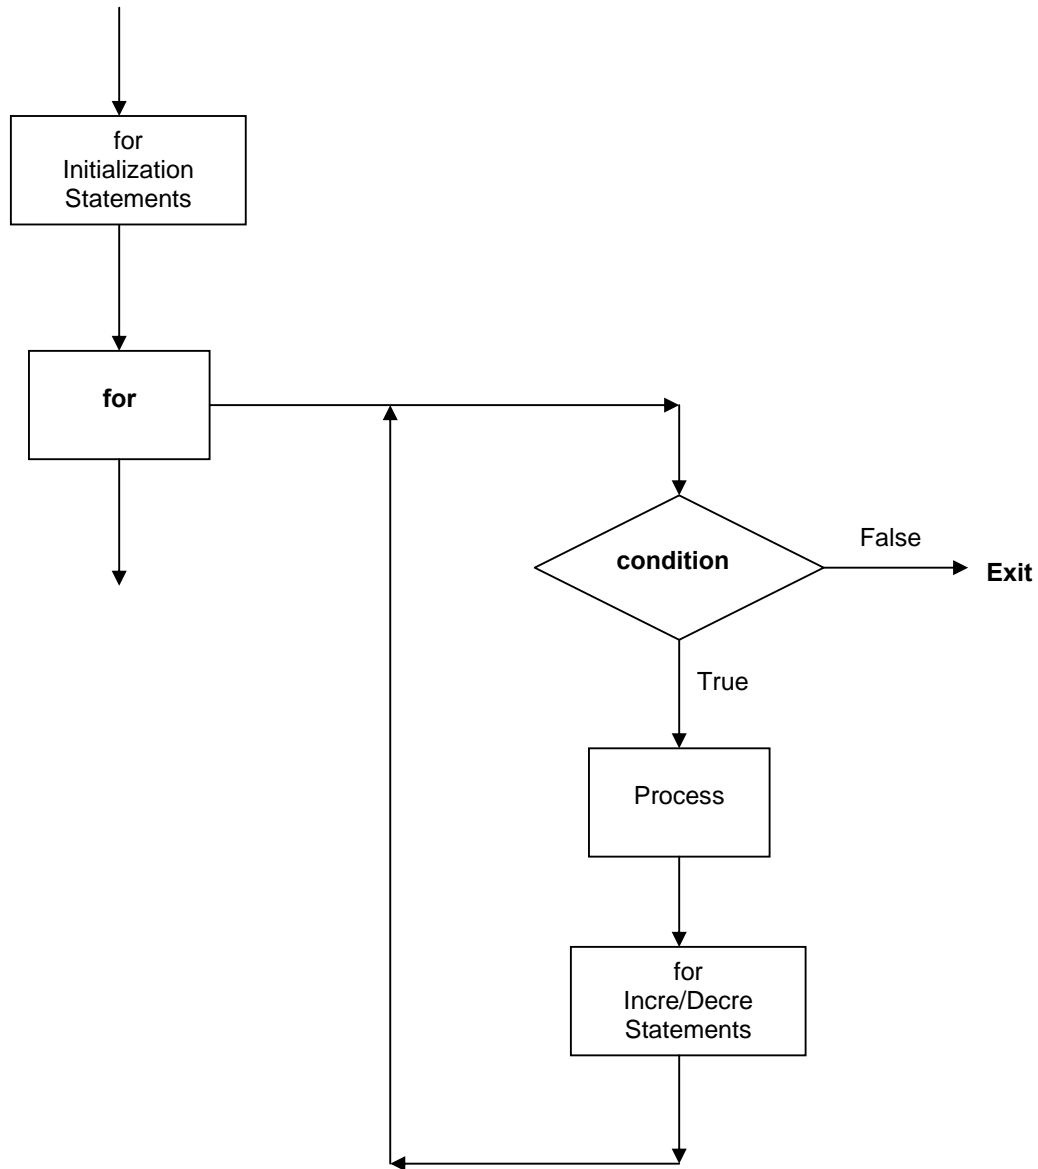 for
Initialization
Statements
for
condition
False
Exit
True
Process
for
Incre/Decre
Statements